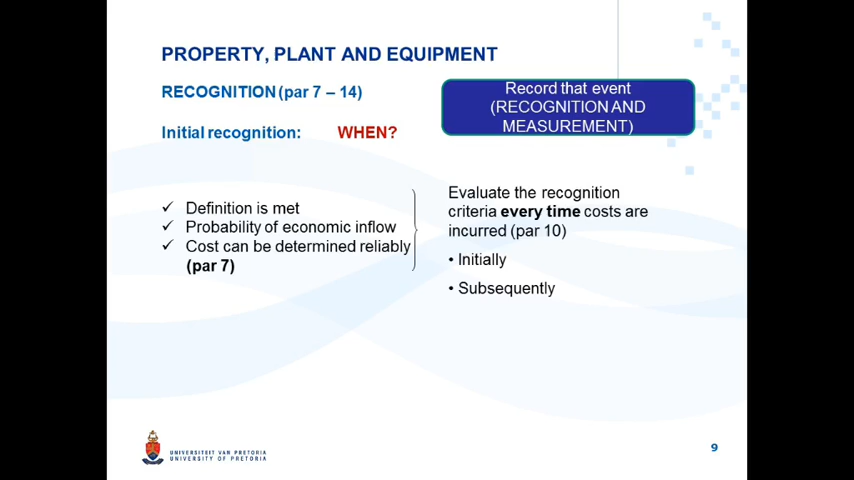 PROPERTY, PLANT AND EQUIPMENT
RECOGNITION (par 7 – 14)
Record that event
(RECOGNITION AND
MEASUREMENT)
Initial recognition: WHEN?
✓ Definition is met
✓ Probability of economic inflow
✓ Cost can be determined reliably
(par 7)
Evaluate the recognition
criteria every time costs are
incurred (par 10)
• Initially
• Subsequently
UNIVERSITEIT VAN PRETORIA
UNIVERSITY OF PRETORIA
9